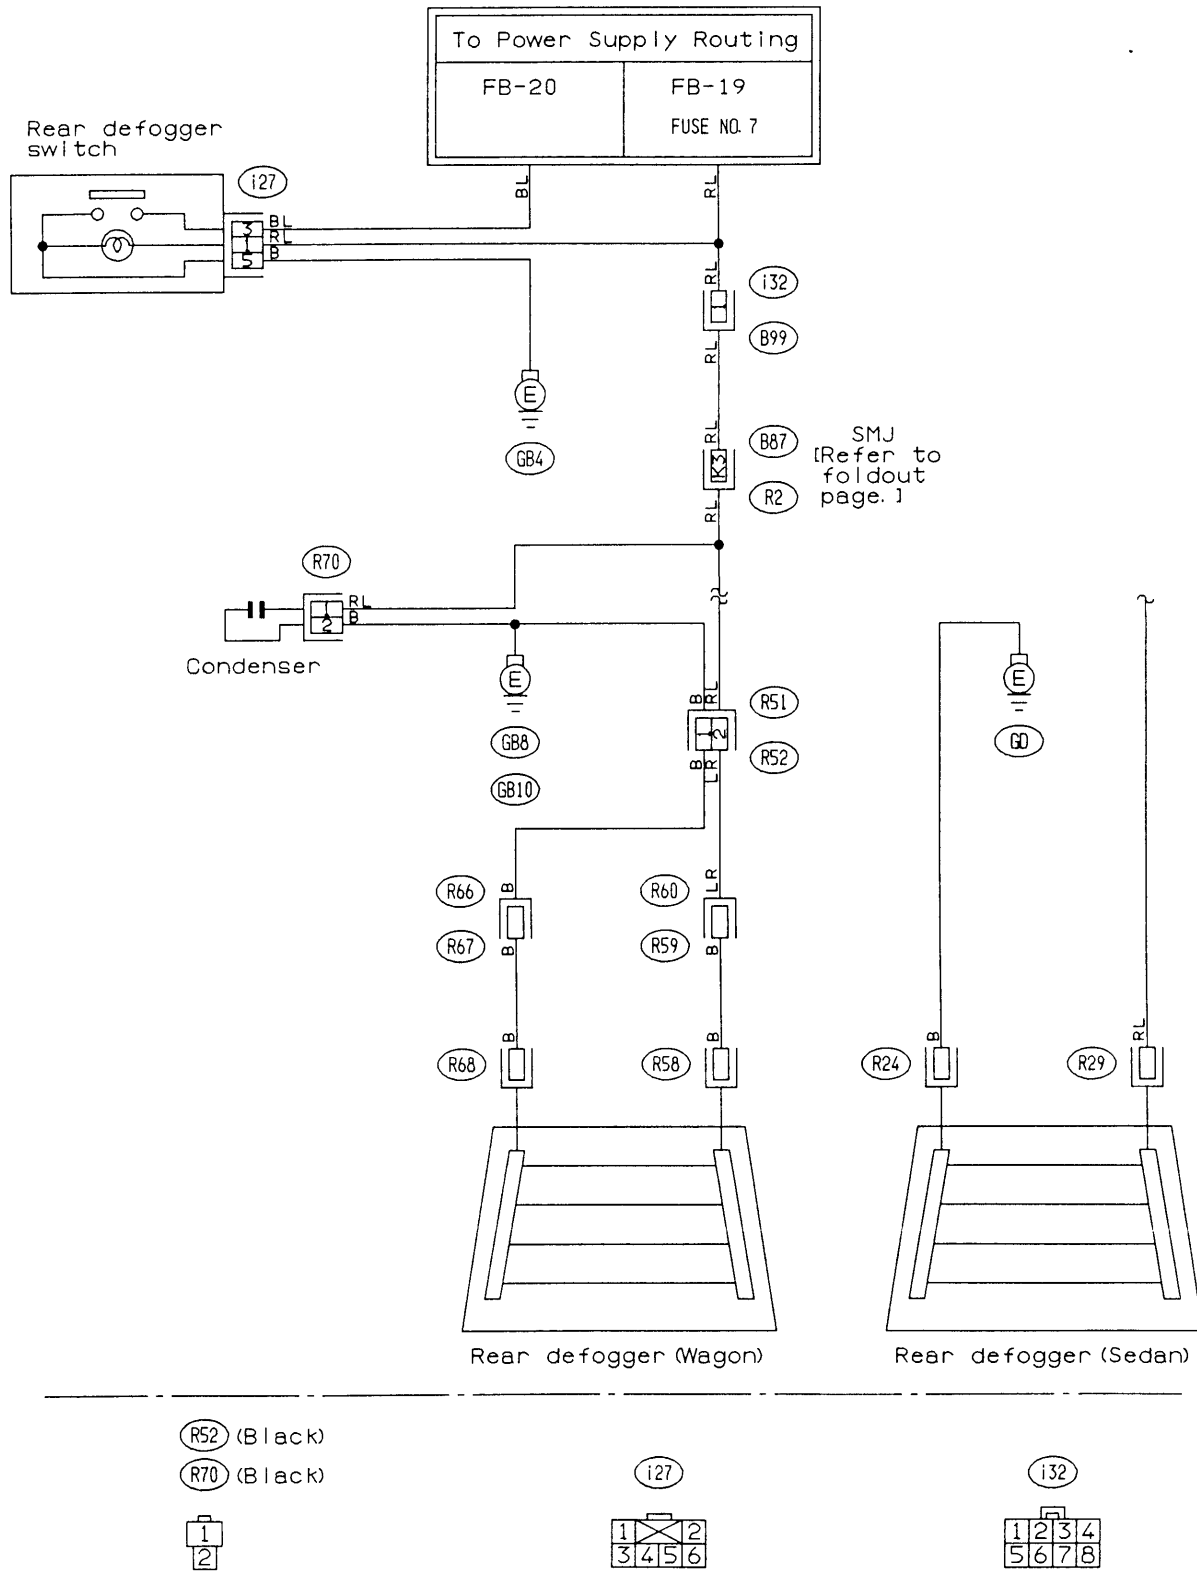 To Power Supply Routing
FB-20
FB-19
FUSE NO. 7
Rear defogger
switch
i27
BL
RL
3
BL
1
RL
5
B
RL
i32
B99
RL
E
GB4
RL
B87
K3
R2
RL
SMJ
[Refer to
foldout
page.]
R70
1
RL
2
B
Condenser
E
GB8
GB10
B
RL
R51
1
2
R52
B
LR
E
GD
R66
B
R67
B
R60
LR
R59
B
R68
B
R58
B
R24
B
R29
RL
Rear defogger (Wagon)
Rear defogger (Sedan)
R52 (Black)
R70 (Black)
1
2
i27
1 2
3 4 5 6
i32
1 2 3 4
5 6 7 8